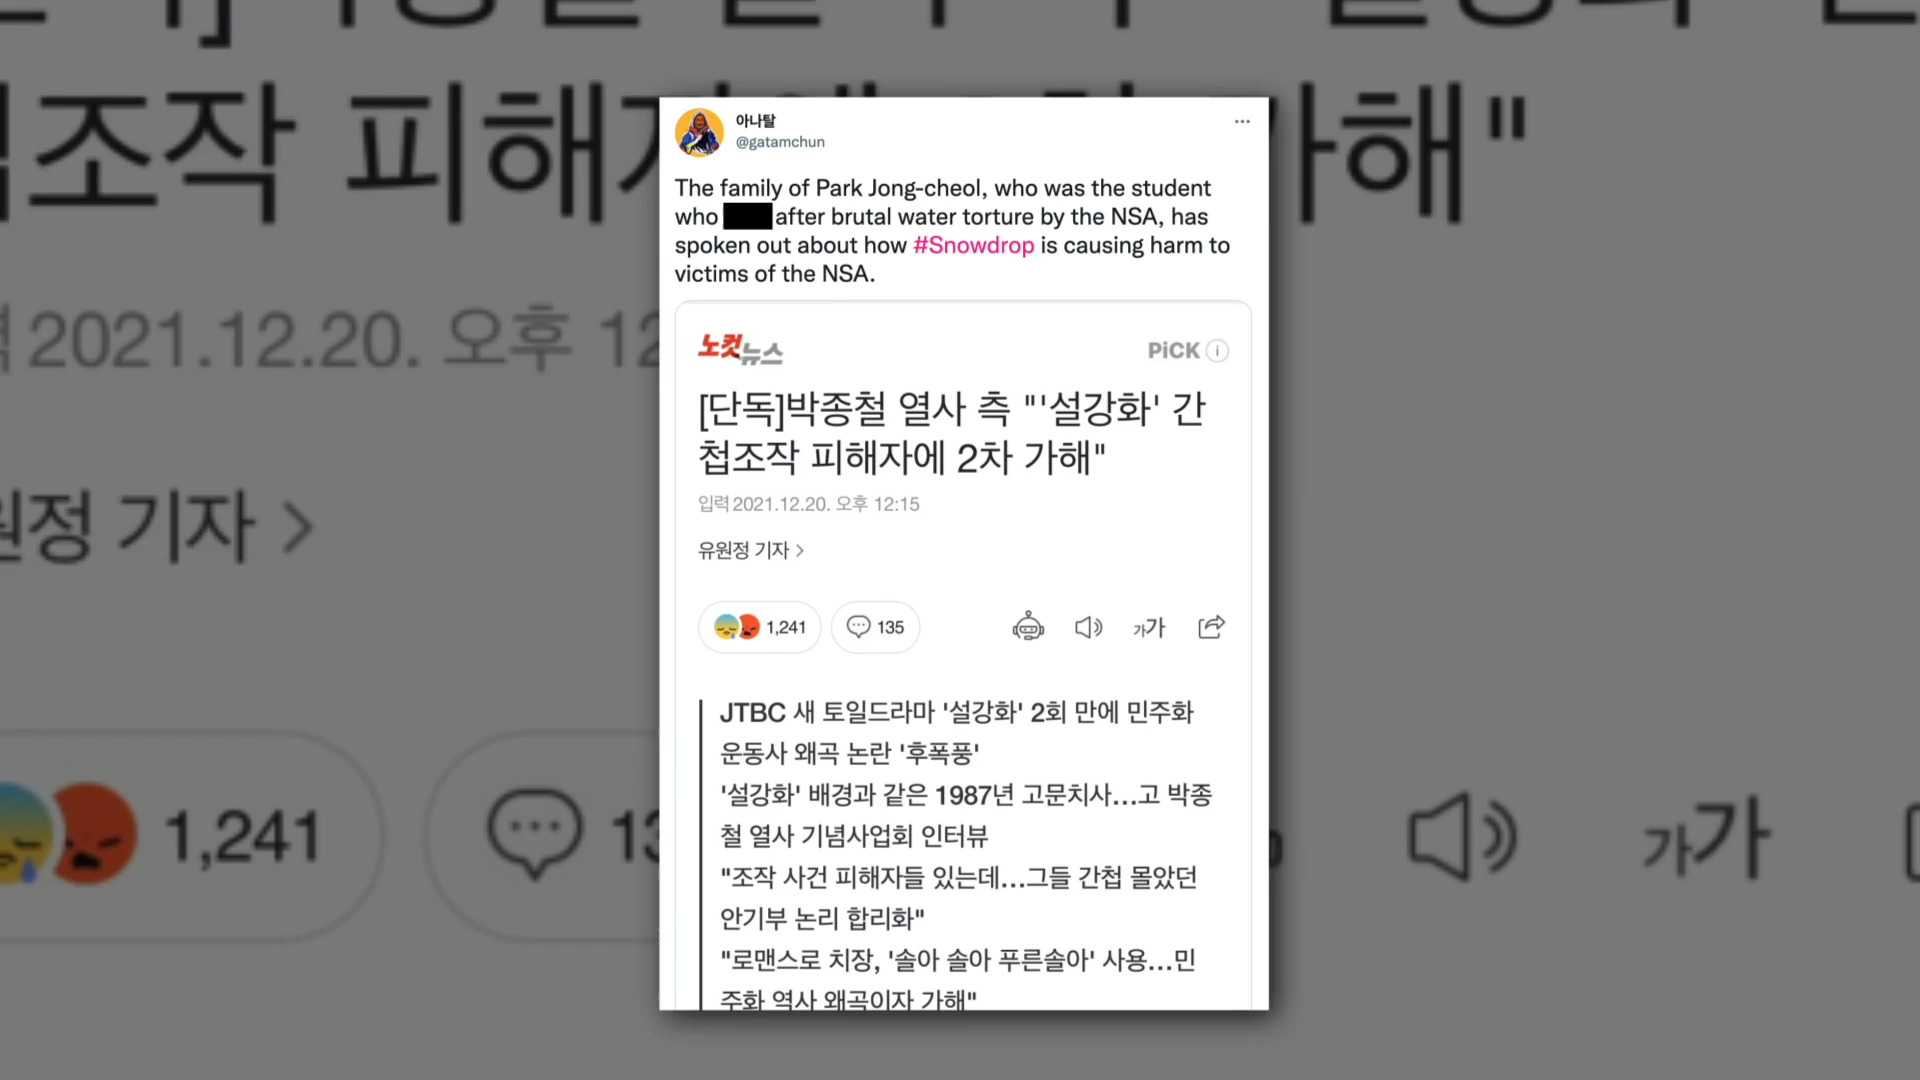 아나탈
@gatamchun
The family of Park Jong-cheol, who was the student
who after brutal water torture by the NSA, has
spoken out about how #Snowdrop is causing harm to
victims of the NSA.
노컷뉴스
PiCK
[단독]박종철 열사 측 "'설강화' 간
첩조작 피해자에 2차 가해"
입력 2021.12.20. 오후 12:15
유원정 기자
1,241
135
가가
JTBC 새 토일드라마 '설강화' 2회 만에 민주화
운동사 왜곡 논란 '후폭풍'
'설강화' 배경과 같은 1987년 고문치사…고 박종
철 열사 기념사업회 인터뷰
"조작 사건 피해자들 있는데…그들 간첩 몰았던
안기부 논리 합리화"
"로맨스로 치장, '솔아 솔아 푸른솔아' 사용…민
주화 역사 왜곡이자 가해"
조작 피해
가해"
2021.12.20. 오후
기자
1,241
가가